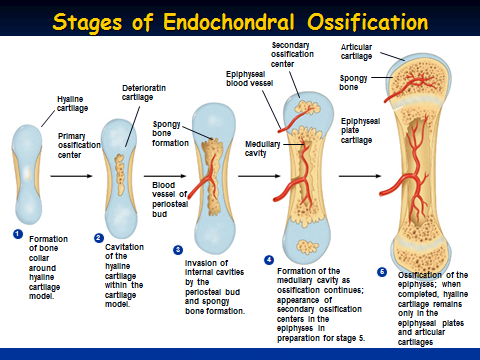 Stages of Endochondral Ossification
Hyaline
cartilage
Primary
ossification
center
Deterioratin
cartilage
Spongy
bone
formation
Blood
vessel of
periosteal
bud
Secondary
ossification
center
Epiphyseal
blood vessel
Medullary
cavity
Articular
cartilage
Spongy
bone
Epiphyseal
plate
cartilage
1
Formation
of bone
collar
around
hyaline
cartilage
model.
2
Cavitation
of the
hyaline
cartilage
within the
cartilage
model.
3
Invasion of
internal cavities
by the
periosteal bud
and spongy
bone formation.
4
Formation of the
medullary cavity as
ossification continues;
appearance of
secondary ossification
centers in the
epiphyses in
preparation for stage 5.
5
Ossification of the
epiphyses; when
completed, hyaline
cartilage remains
only in the
epiphyseal plates
and articular
cartilages